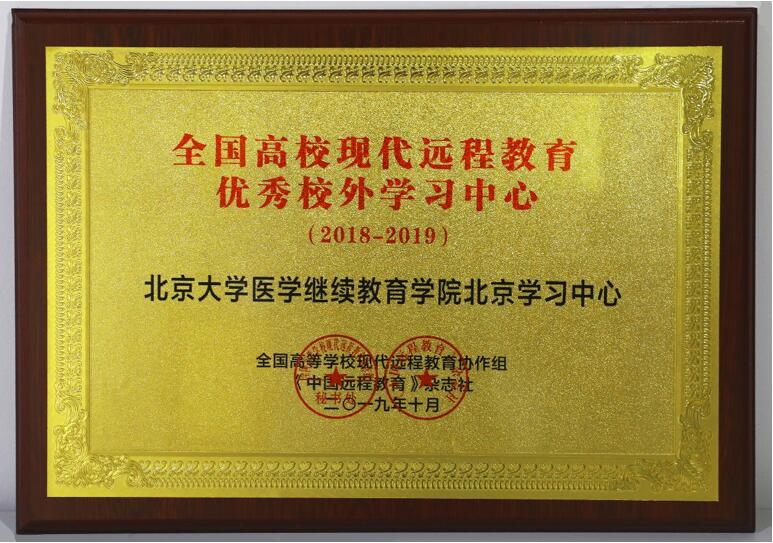 全国高校现代远程教育
优秀校外学习中心
(2018-2019)
北京大学医学继续教育学院北京学习中心
全国高等学校现代远程教育协作组
《中国远程教育》杂志社
二〇一九年十月
秘书处